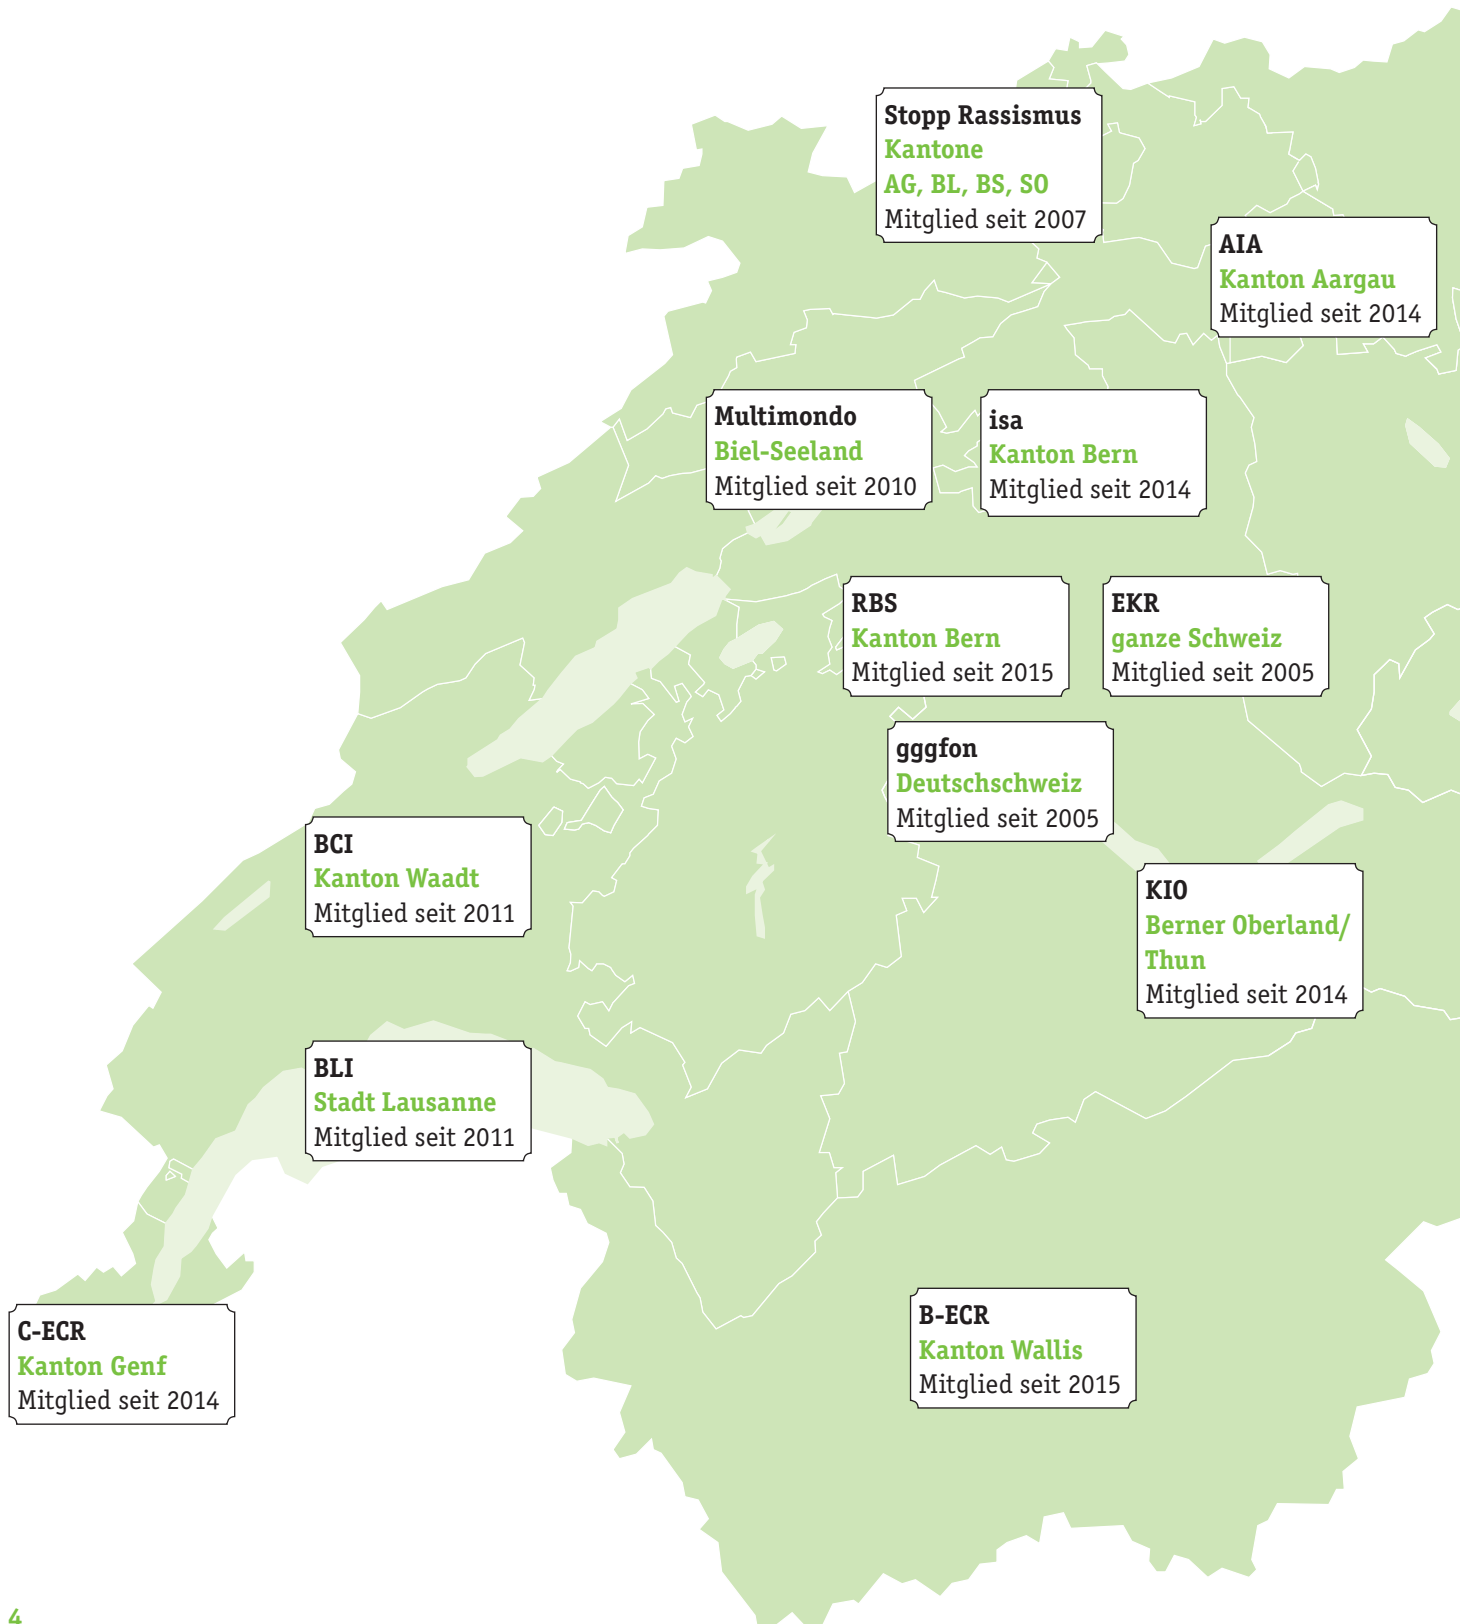 Stopp Rassismus
Kantone
AG, BL, BS, SO
Mitglied seit 2007
AIA
Kanton Aargau
Mitglied seit 2014
Multimondo
Biel-Seeland
Mitglied seit 2010
isa
Kanton Bern
Mitglied seit 2014
RBS
Kanton Bern
Mitglied seit 2015
EKR
ganze Schweiz
Mitglied seit 2005
gggfon
Deutschschweiz
Mitglied seit 2005
BCI
Kanton Waadt
Mitglied seit 2011
KIO
Berner Oberland/
Thun
Mitglied seit 2014
BLI
Stadt Lausanne
Mitglied seit 2011
C-ECR
Kanton Genf
Mitglied seit 2014
B-ECR
Kanton Wallis
Mitglied seit 2015
4